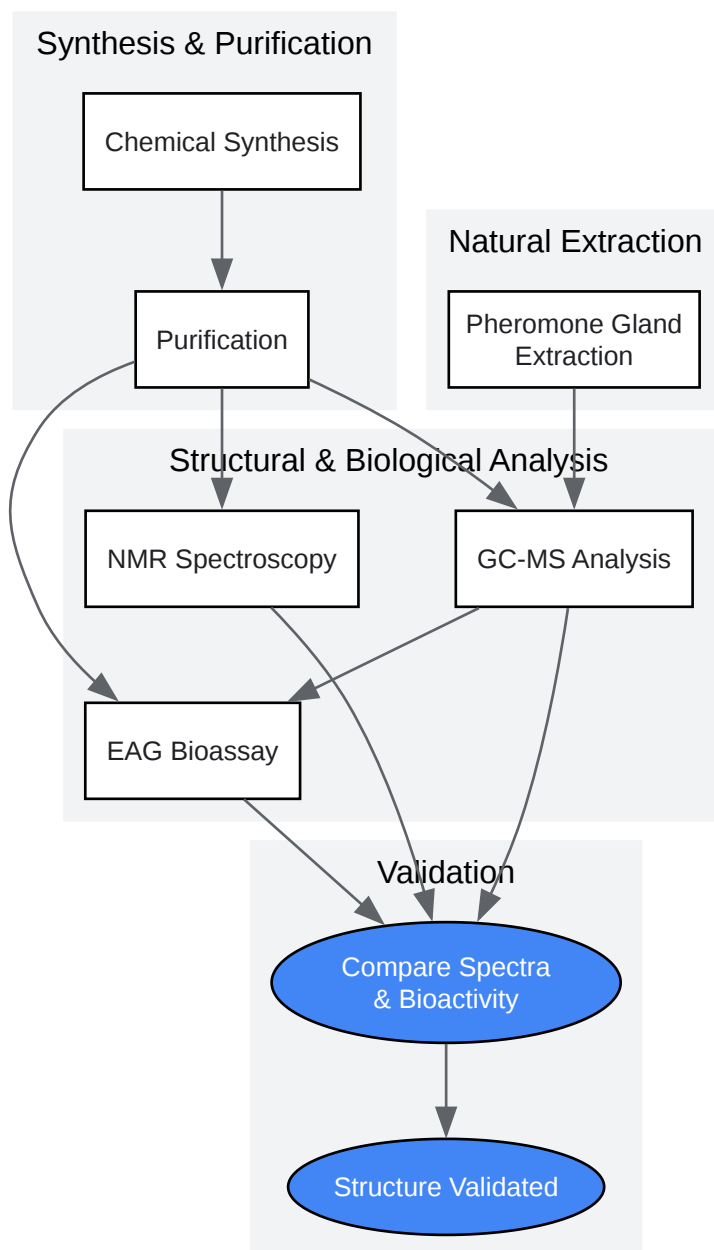 Synthesis & Purification
Chemical Synthesis
Natural Extraction
Purification
Pheromone Gland
Extraction
Structural & Biological Analysis
NMR Spectroscopy
GC-MS Analysis
EAG Bioassay
Validation
Compare Spectra
& Bioactivity
Structure Validated